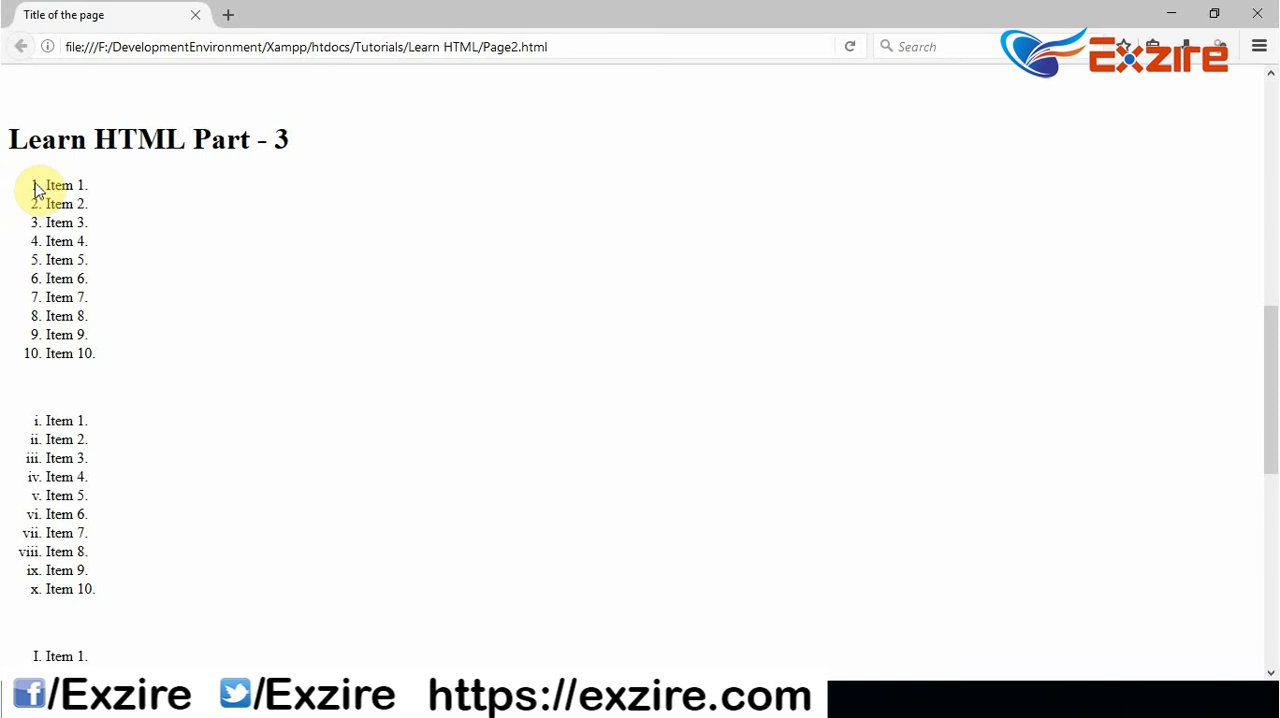 Title of the page
file:///F:/DevelopmentEnvironment/Xampp/htdocs/Tutorials/Learn HTML/Page2.html
Search
Exzire
Learn HTML Part - 3
1. Item 1.
2. Item 2.
3. Item 3.
4. Item 4.
5. Item 5.
6. Item 6.
7. Item 7.
8. Item 8.
9. Item 9.
10. Item 10.
i. Item 1.
ii. Item 2.
iii. Item 3.
iv. Item 4.
v. Item 5.
vi. Item 6.
vii. Item 7.
viii. Item 8.
ix. Item 9.
x. Item 10.
I. Item 1.
f/Exzire /Exzire https://exzire.com